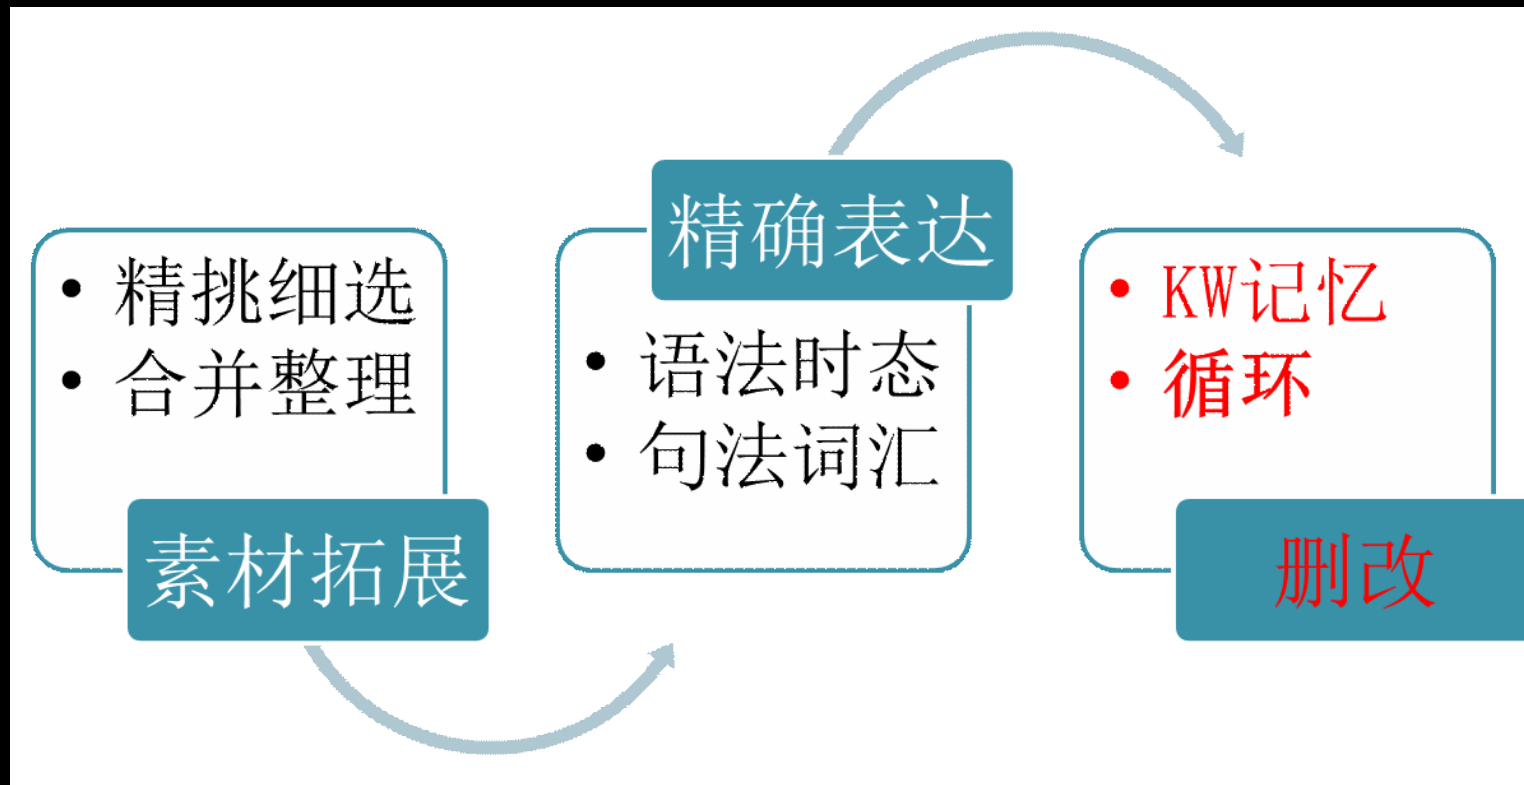 精挑细选
合并整理
素材拓展
精确表达
语法时态
句法词汇
KW记忆
循环
删改